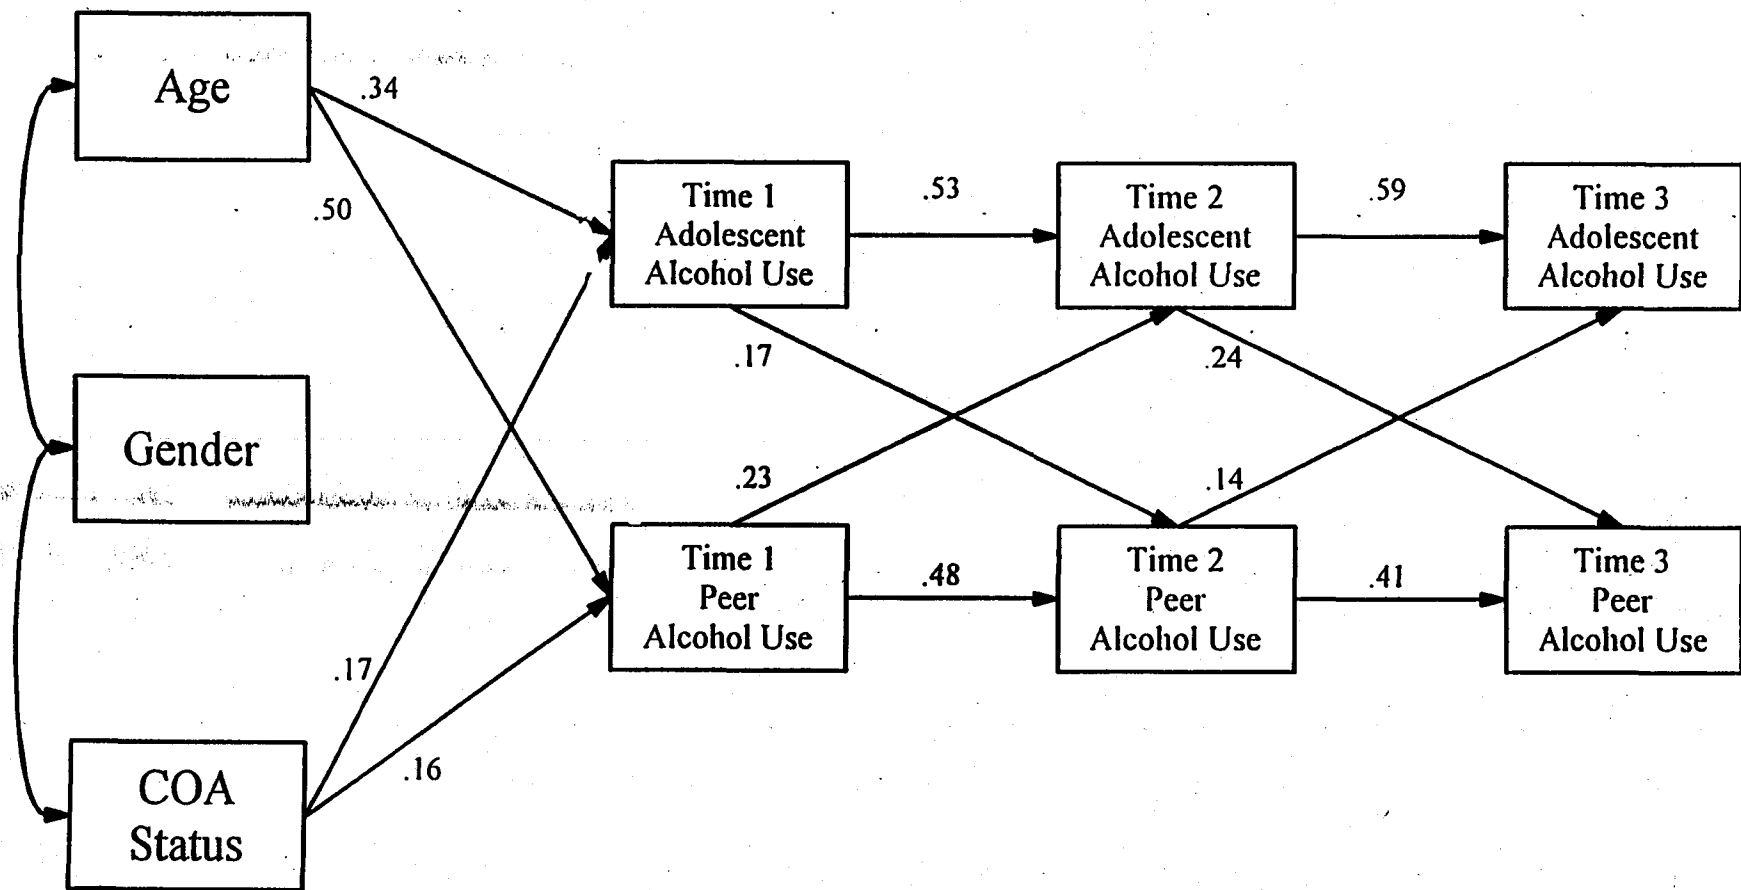 Age
.34
.50
Time 1
Adolescent
Alcohol Use
.53
Time 2
Adolescent
Alcohol Use
.59
Time 3
Adolescent
Alcohol Use
.17
.24
Gender
.23
.14
Time 1
Peer
Alcohol Use
.48
Time 2
Peer
Alcohol Use
.41
Time 3
Peer
Alcohol Use
.17
.16
COA
Status